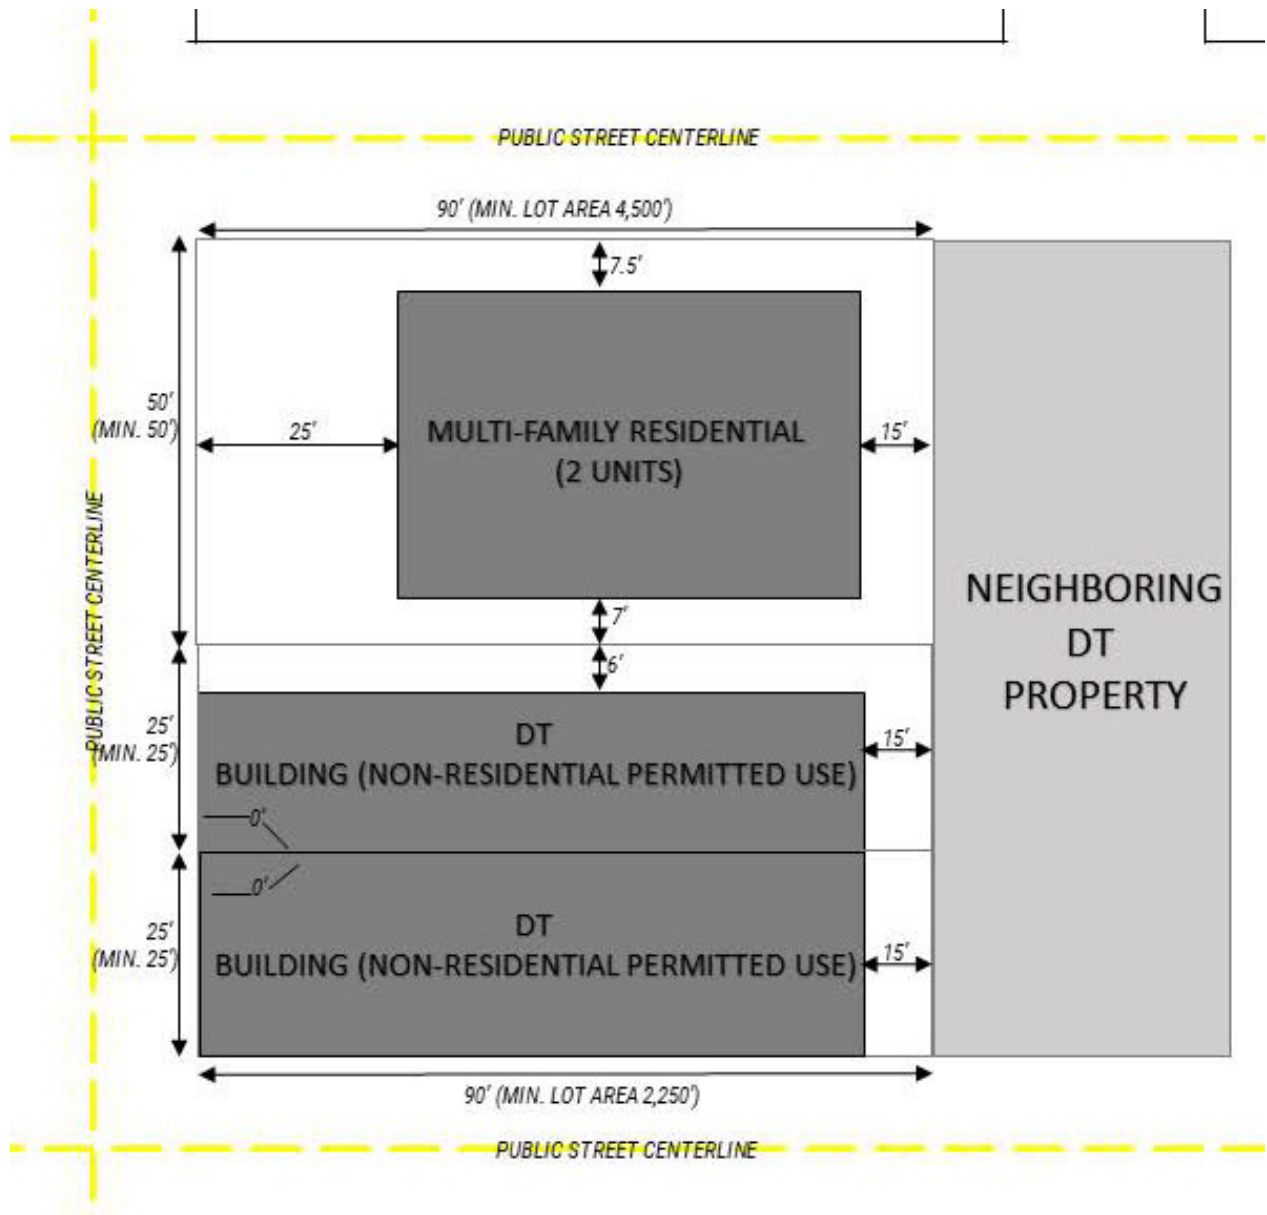 PUBLIC STREET CENTERLINE
90' (MIN. LOT AREA 4,500')
7.5'
50'
(MIN. 50')
25'
MULTI-FAMILY RESIDENTIAL
(2 UNITS)
15'
7'
6'
PUBLIC STREET CENTERLINE
NEIGHBORING
DT
PROPERTY
25'
(MIN. 25')
DT
BUILDING (NON-RESIDENTIAL PERMITTED USE)
15'
0'
0'
25'
(MIN. 25')
DT
BUILDING (NON-RESIDENTIAL PERMITTED USE)
15'
90' (MIN. LOT AREA 2,250')
PUBLIC STREET CENTERLINE